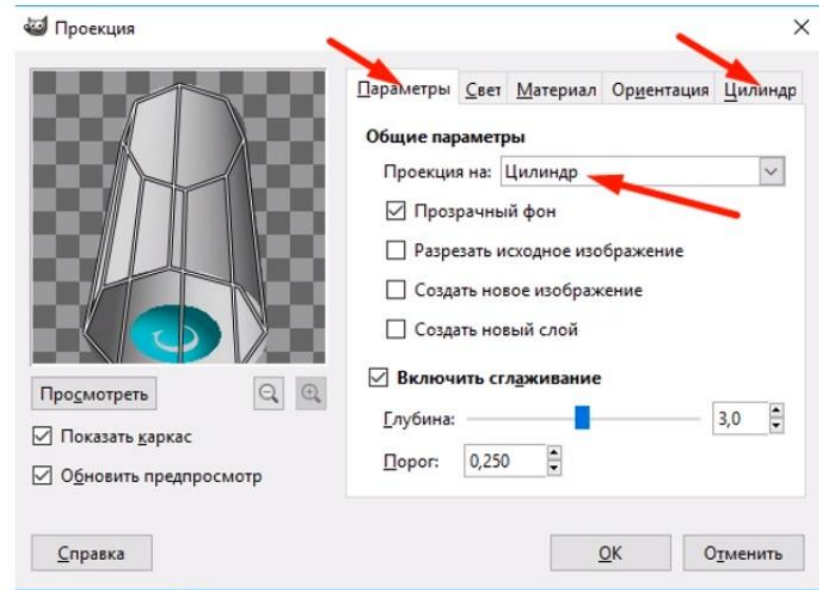 Проекция
Параметры Свет Материал Ориентация Цилиндр
Общие параметры
Проекция на: Цилиндр
Прозрачный фон
Разрезать исходное изображение
Создать новое изображение
Создать новый слой
Включить сглаживание
Глубина: 3,0
Порог: 0,250
Просмотреть
Показать каркас
Обновить предпросмотр
Справка
OK
Отменить